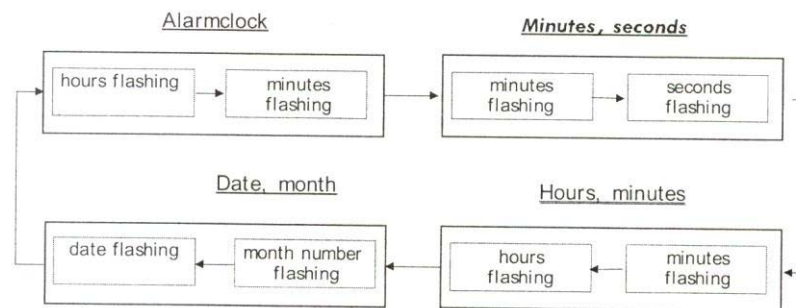 Alarmclock
Minutes, seconds
hours flashing
minutes
flashing
minutes
flashing
seconds
flashing
Date, month
Hours, minutes
date flashing
month number
flashing
hours
flashing
minutes
flashing